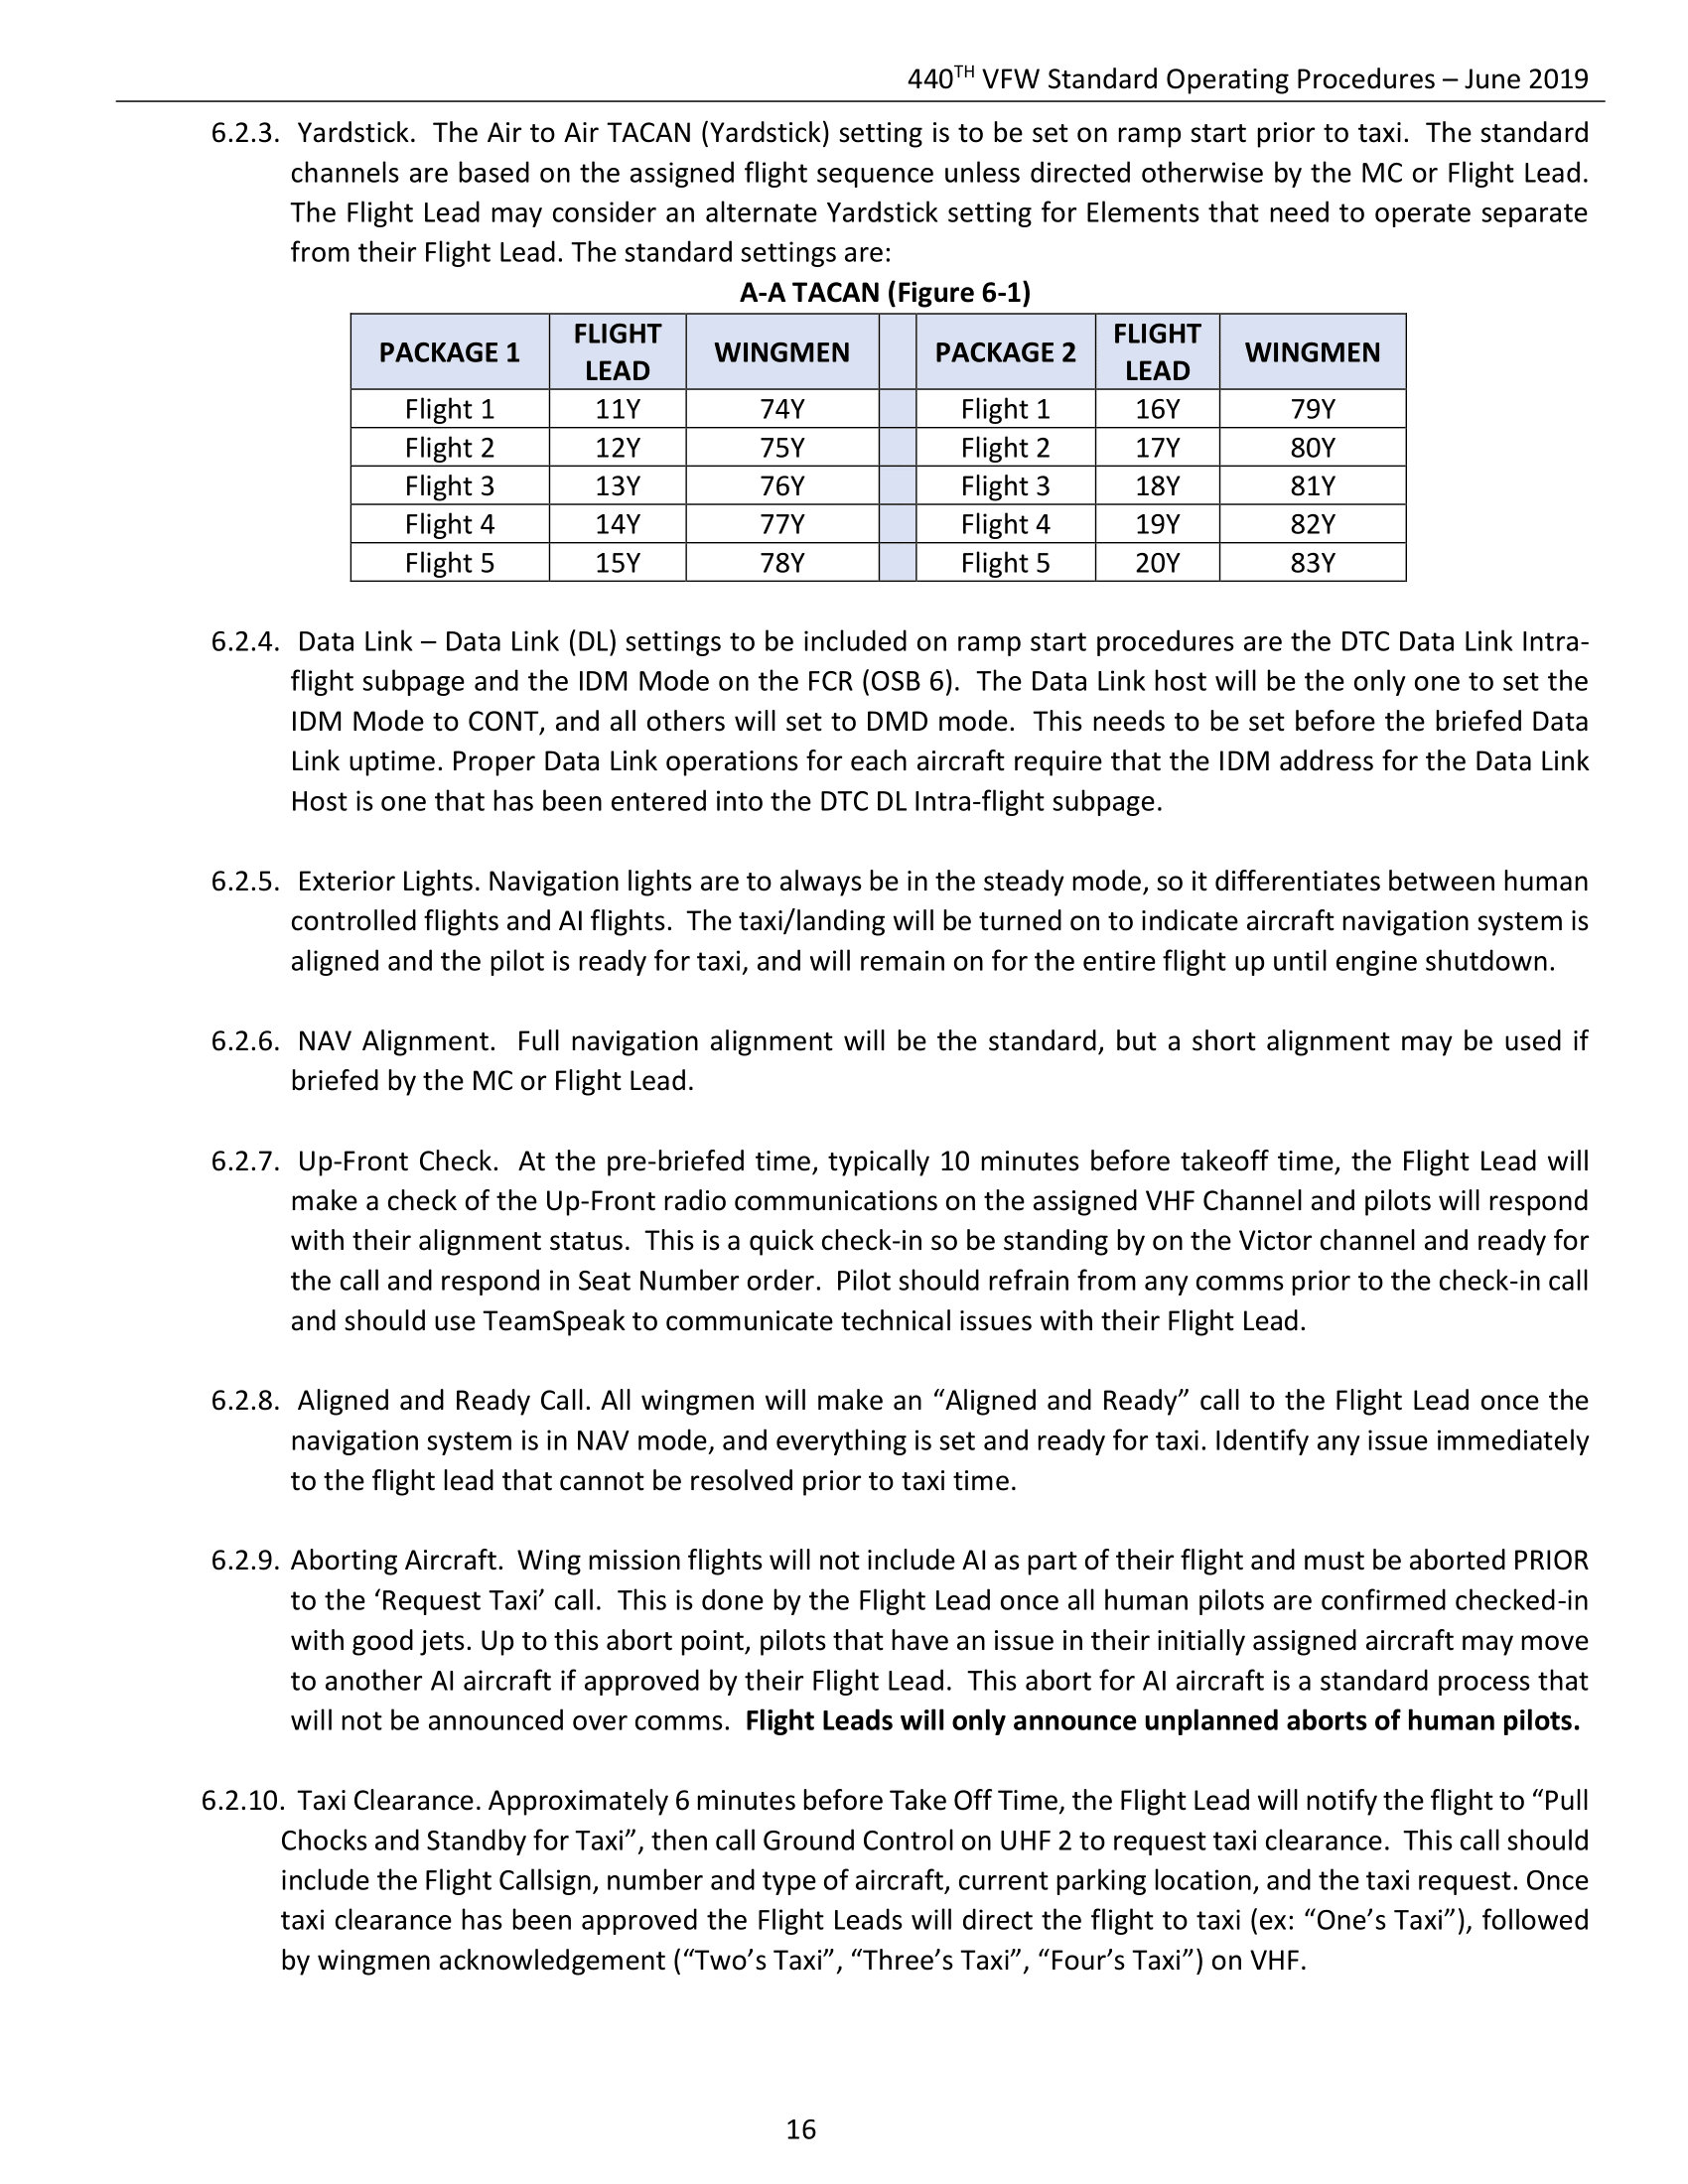 440TH VFW Standard Operating Procedures – June 2019
6.2.3. Yardstick. The Air to Air TACAN (Yardstick) setting is to be set on ramp start prior to taxi. The standard
channels are based on the assigned flight sequence unless directed otherwise by the MC or Flight Lead.
The Flight Lead may consider an alternate Yardstick setting for Elements that need to operate separate
from their Flight Lead. The standard settings are:
A-A TACAN (Figure 6-1)
PACKAGE 1 FLIGHT LEAD WINGMEN PACKAGE 2 FLIGHT LEAD WINGMEN
Flight 1 11Y 74Y Flight 1 16Y 79Y
Flight 2 12Y 75Y Flight 2 17Y 80Y
Flight 3 13Y 76Y Flight 3 18Y 81Y
Flight 4 14Y 77Y Flight 4 19Y 82Y
Flight 5 15Y 78Y Flight 5 20Y 83Y
6.2.4. Data Link – Data Link (DL) settings to be included on ramp start procedures are the DTC Data Link Intra-
flight subpage and the IDM Mode on the FCR (OSB 6). The Data Link host will be the only one to set the
IDM Mode to CONT, and all others will set to DMD mode. This needs to be set before the briefed Data
Link uptime. Proper Data Link operations for each aircraft require that the IDM address for the Data Link
Host is one that has been entered into the DTC DL Intra-flight subpage.
6.2.5. Exterior Lights. Navigation lights are to always be in the steady mode, so it differentiates between human
controlled flights and AI flights. The taxi/landing will be turned on to indicate aircraft navigation system is
aligned and the pilot is ready for taxi, and will remain on for the entire flight up until engine shutdown.
6.2.6. NAV Alignment. Full navigation alignment will be the standard, but a short alignment may be used if
briefed by the MC or Flight Lead.
6.2.7. Up-Front Check. At the pre-briefed time, typically 10 minutes before takeoff time, the Flight Lead will
make a check of the Up-Front radio communications on the assigned VHF Channel and pilots will respond
with their alignment status. This is a quick check-in so be standing by on the Victor channel and ready for
the call and respond in Seat Number order. Pilot should refrain from any comms prior to the check-in call
and should use TeamSpeak to communicate technical issues with their Flight Lead.
6.2.8. Aligned and Ready Call. All wingmen will make an “Aligned and Ready” call to the Flight Lead once the
navigation system is in NAV mode, and everything is set and ready for taxi. Identify any issue immediately
to the flight lead that cannot be resolved prior to taxi time.
6.2.9. Aborting Aircraft. Wing mission flights will not include AI as part of their flight and must be aborted PRIOR
to the ‘Request Taxi’ call. This is done by the Flight Lead once all human pilots are confirmed checked-in
with good jets. Up to this abort point, pilots that have an issue in their initially assigned aircraft may move
to another AI aircraft if approved by their Flight Lead. This abort for AI aircraft is a standard process that
will not be announced over comms. Flight Leads will only announce unplanned aborts of human pilots.
6.2.10. Taxi Clearance. Approximately 6 minutes before Take Off Time, the Flight Lead will notify the flight to “Pull
Chocks and Standby for Taxi”, then call Ground Control on UHF 2 to request taxi clearance. This call should
include the Flight Callsign, number and type of aircraft, current parking location, and the taxi request. Once
taxi clearance has been approved the Flight Leads will direct the flight to taxi (ex: “One’s Taxi”), followed
by wingmen acknowledgement (“Two’s Taxi”, “Three’s Taxi”, “Four’s Taxi”) on VHF.
16